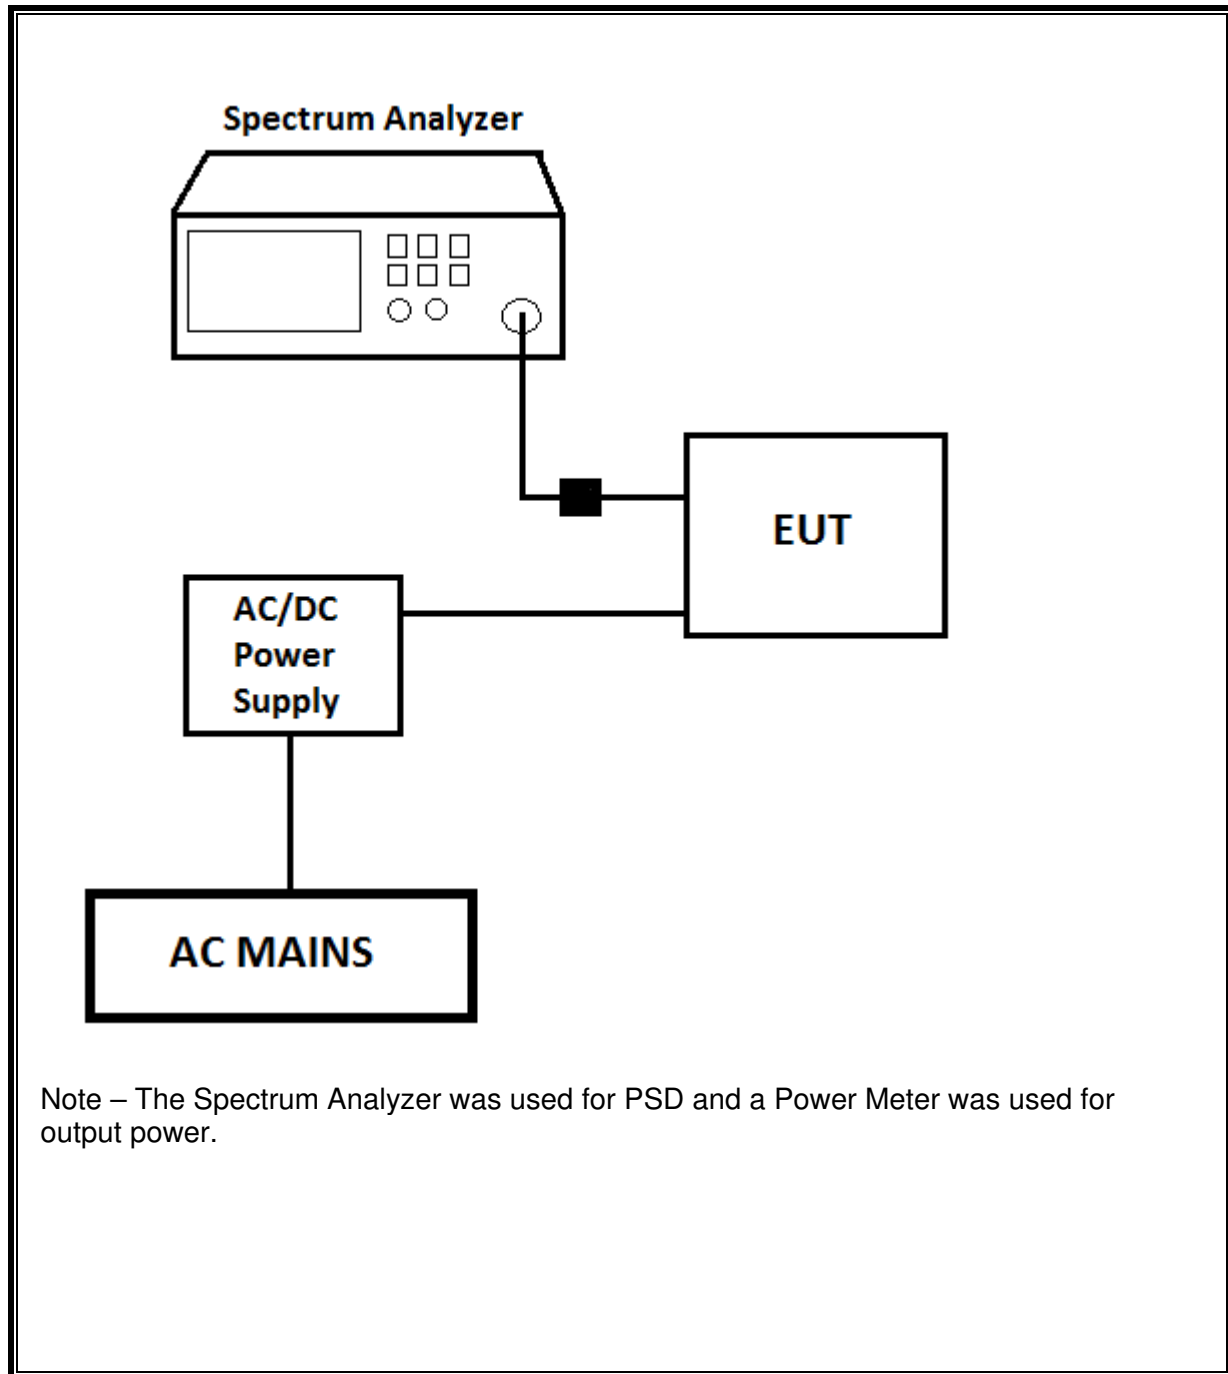 Spectrum Analyzer
EUT
AC/DC
Power
Supply
AC MAINS
Note – The Spectrum Analyzer was used for PSD and a Power Meter was used for
output power.